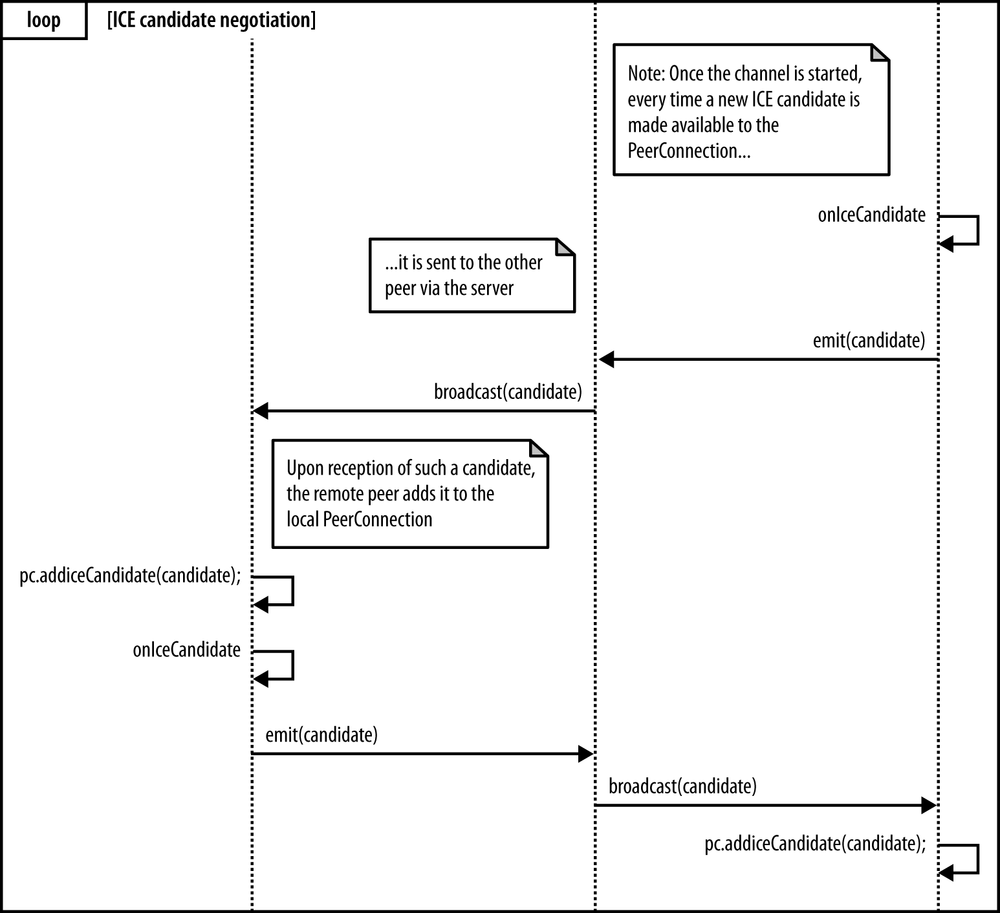 loop
[ICE candidate negotiation]
Note: Once the channel is started,
every time a new ICE candidate is
made available to the
PeerConnection...
onIceCandidate
...it is sent to the other
peer via the server
emit(candidate)
broadcast(candidate)
Upon reception of such a candidate,
the remote peer adds it to the
local PeerConnection
pc.addiceCandidate(candidate);
onIceCandidate
emit(candidate)
broadcast(candidate)
pc.addiceCandidate(candidate);